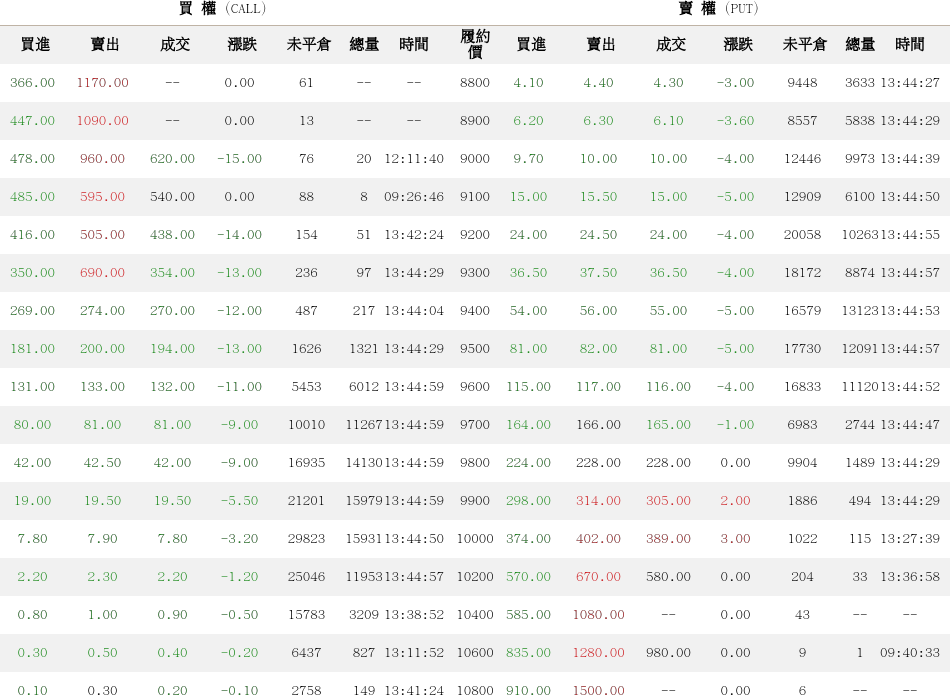 買 權 (CALL) 賣 權 (PUT)
買進 賣出 成交 漲跌 未平倉 總量 時間 履約價 買進 賣出 成交 漲跌 未平倉 總量 時間
366.00 1170.00 -- 0.00 61 -- -- 8800 4.10 4.40 4.30 -3.00 9448 3633 13:44:27
447.00 1090.00 -- 0.00 13 -- -- 8900 6.20 6.30 6.10 -3.60 8557 5838 13:44:29
478.00 960.00 620.00 -15.00 76 20 12:11:40 9000 9.70 10.00 10.00 -4.00 12446 9973 13:44:39
485.00 595.00 540.00 0.00 88 8 09:26:46 9100 15.00 15.50 15.00 -5.00 12909 6100 13:44:50
416.00 505.00 438.00 -14.00 154 51 13:42:24 9200 24.00 24.50 24.00 -4.00 20058 10263 13:44:55
350.00 690.00 354.00 -13.00 236 97 13:44:29 9300 36.50 37.50 36.50 -4.00 18172 8874 13:44:57
269.00 274.00 270.00 -12.00 487 217 13:44:04 9400 54.00 56.00 55.00 -5.00 16579 13123 13:44:53
181.00 200.00 194.00 -13.00 1626 1321 13:44:29 9500 81.00 82.00 81.00 -5.00 17730 12091 13:44:57
131.00 133.00 132.00 -11.00 5453 6012 13:44:59 9600 115.00 117.00 116.00 -4.00 16833 11120 13:44:52
80.00 81.00 81.00 -9.00 10010 11267 13:44:59 9700 164.00 166.00 165.00 -1.00 6983 2744 13:44:47
42.00 42.50 42.00 -9.00 16935 14130 13:44:59 9800 224.00 228.00 228.00 0.00 9904 1489 13:44:29
19.00 19.50 19.50 -5.50 21201 15979 13:44:59 9900 298.00 314.00 305.00 2.00 1886 494 13:44:29
7.80 7.90 7.80 -3.20 29823 15931 13:44:50 10000 374.00 402.00 389.00 3.00 1022 115 13:27:39
2.20 2.30 2.20 -1.20 25046 11953 13:44:57 10200 570.00 670.00 580.00 0.00 204 33 13:36:58
0.80 1.00 0.90 -0.50 15783 3209 13:38:52 10400 585.00 1080.00 -- 0.00 43 -- --
0.30 0.50 0.40 -0.20 6437 827 13:11:52 10600 835.00 1280.00 980.00 0.00 9 1 09:40:33
0.10 0.30 0.20 -0.10 2758 149 13:41:24 10800 910.00 1500.00 -- 0.00 6 -- --